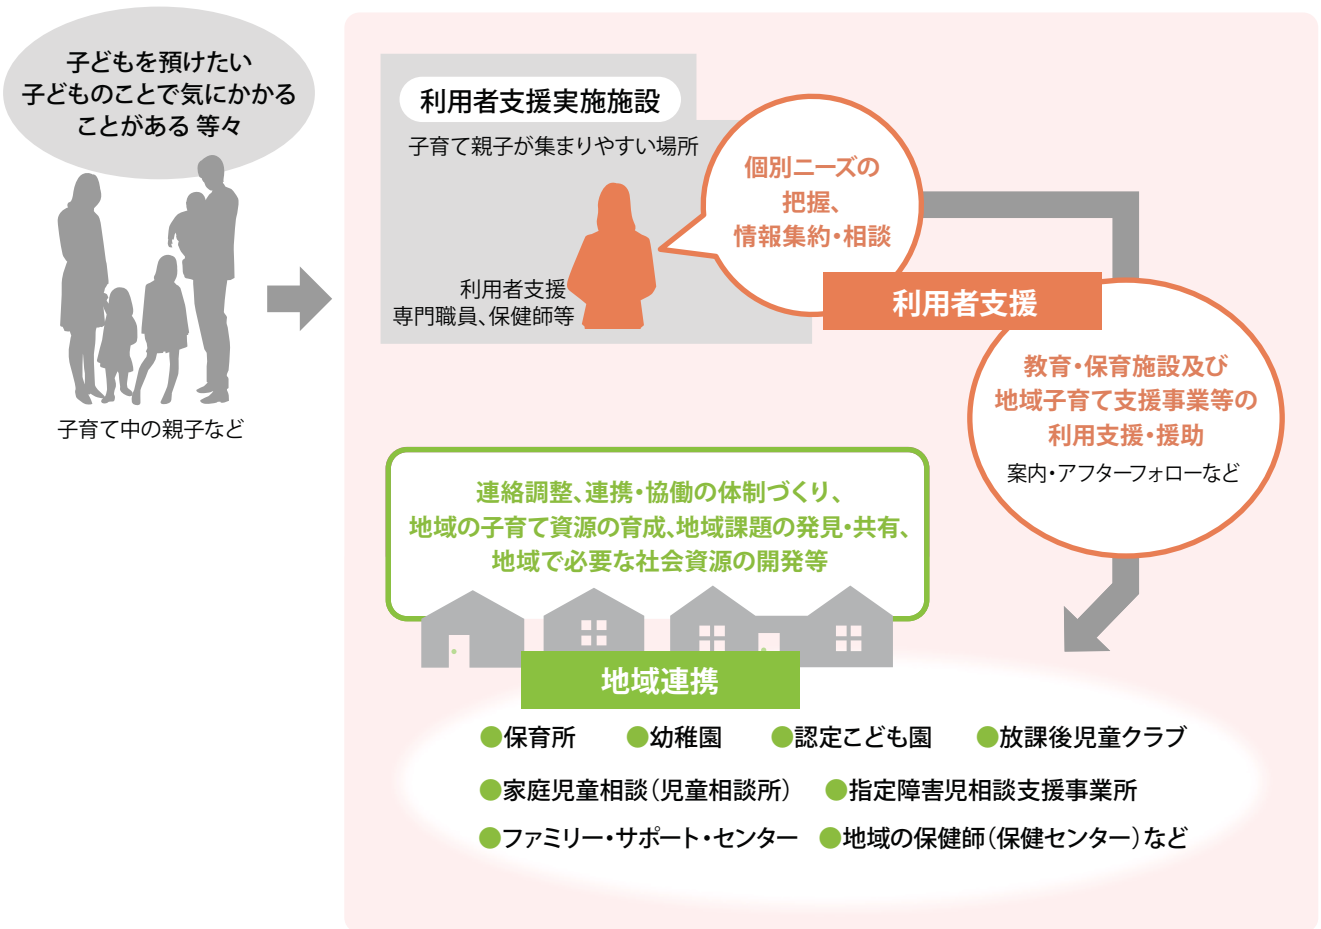 子どもを預けたい
子どものことで気にかかる
ことがある 等々
子育て中の親子など
利用者支援実施施設
子育て親子が集まりやすい場所
利用者支援
専門職員、保健師等
個別ニーズの
把握、
情報集約・相談
利用者支援
教育・保育施設及び
地域子育て支援事業等の
利用支援・援助
案内・アフターフォローなど
連絡調整、連携・協働の体制づくり、
地域の子育て資源の育成、地域課題の発見・共有、
地域で必要な社会資源の開発等
地域連携
●保育所 ●幼稚園 ●認定こども園 ●放課後児童クラブ
●家庭児童相談（児童相談所） ●指定障害児相談支援事業所
●ファミリー・サポート・センター ●地域の保健師（保健センター）など